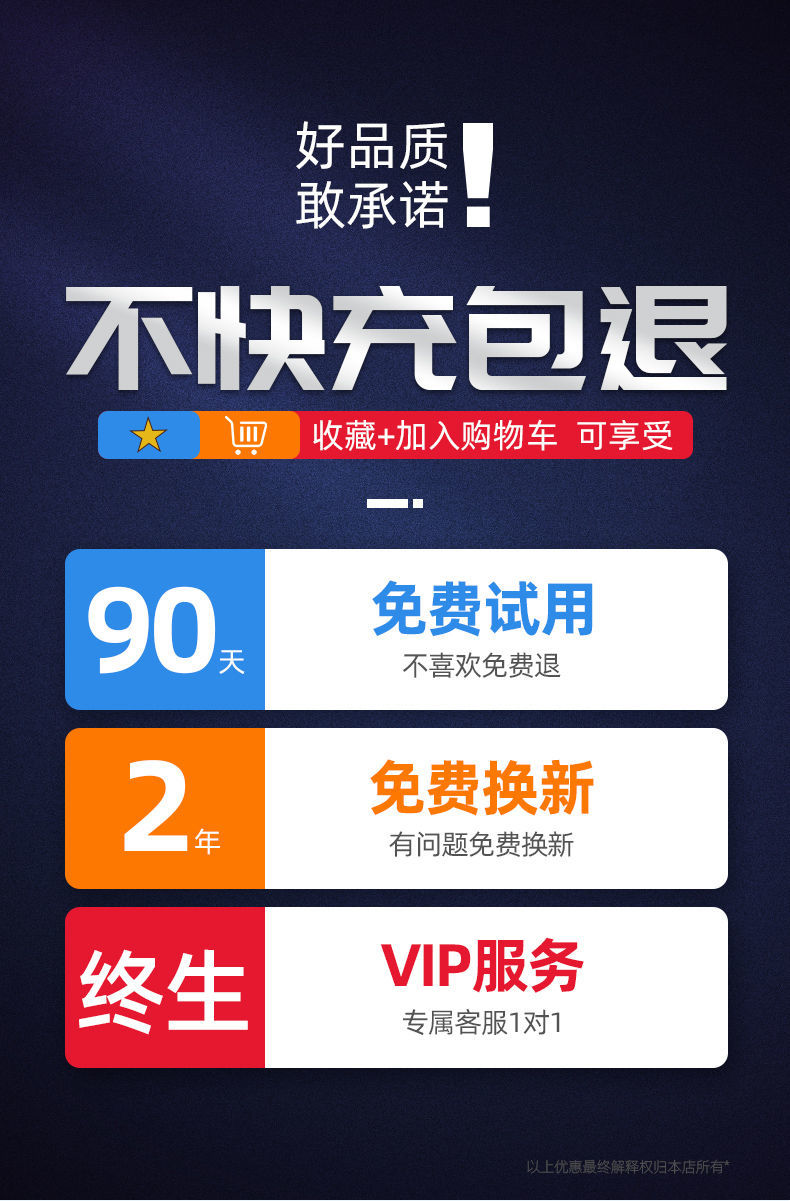 好品质
敢承诺!
不快充包退
收藏+加入购物车 可享受
90天
免费试用
不喜欢免费退
2年
免费换新
有问题免费换新
终生
VIP服务
专属客服1对1
以上优惠最终解释权归本店所有*